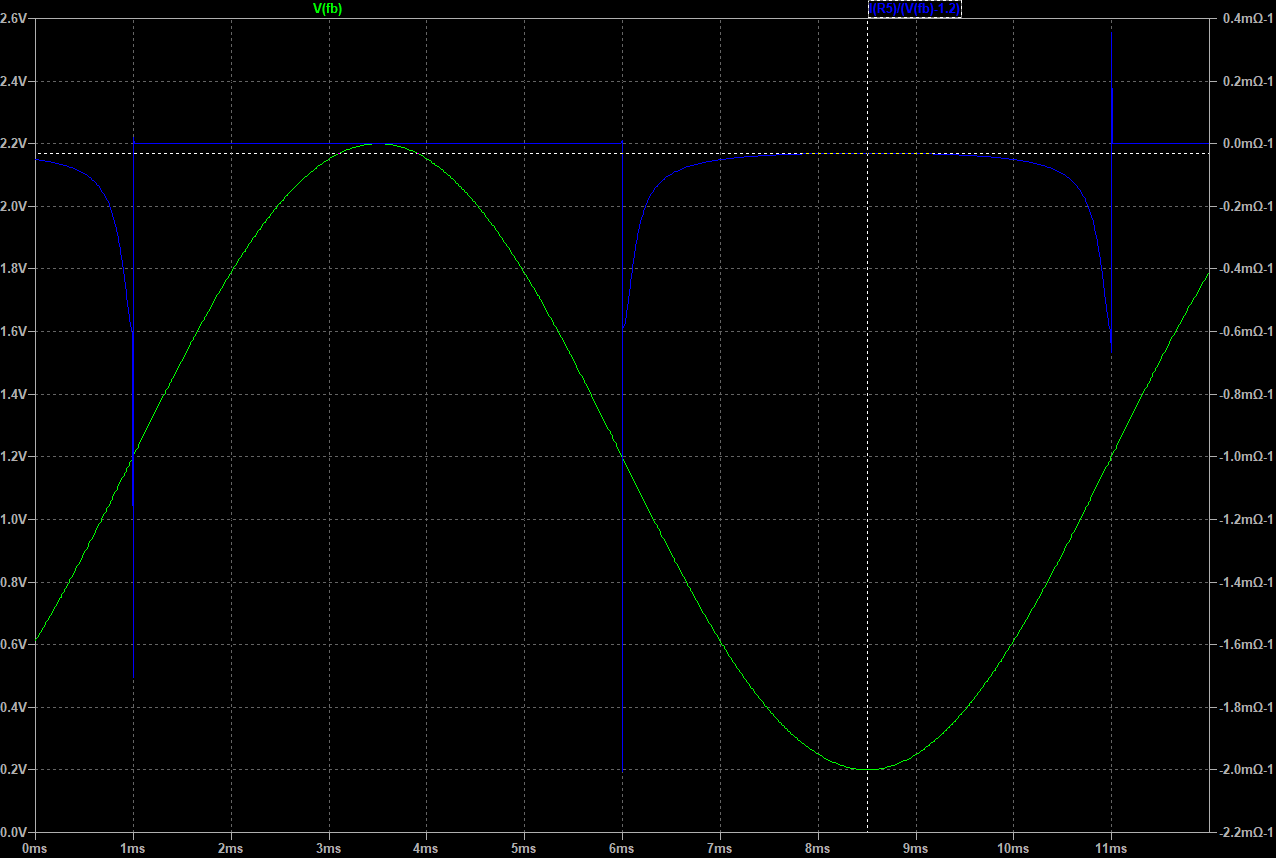 V(fb)
I(R5)/(V(fb)-1.2)
2.6V
0.4mΩ-1
2.4V
0.2mΩ-1
2.2V
0.0mΩ-1
2.0V
-0.2mΩ-1
1.8V
-0.4mΩ-1
1.6V
-0.6mΩ-1
1.4V
-0.8mΩ-1
1.2V
-1.0mΩ-1
1.0V
-1.2mΩ-1
0.8V
-1.4mΩ-1
0.6V
-1.6mΩ-1
0.4V
-1.8mΩ-1
0.2V
-2.0mΩ-1
0.0V
-2.2mΩ-1
0ms 1ms 2ms 3ms 4ms 5ms 6ms 7ms 8ms 9ms 10ms 11ms